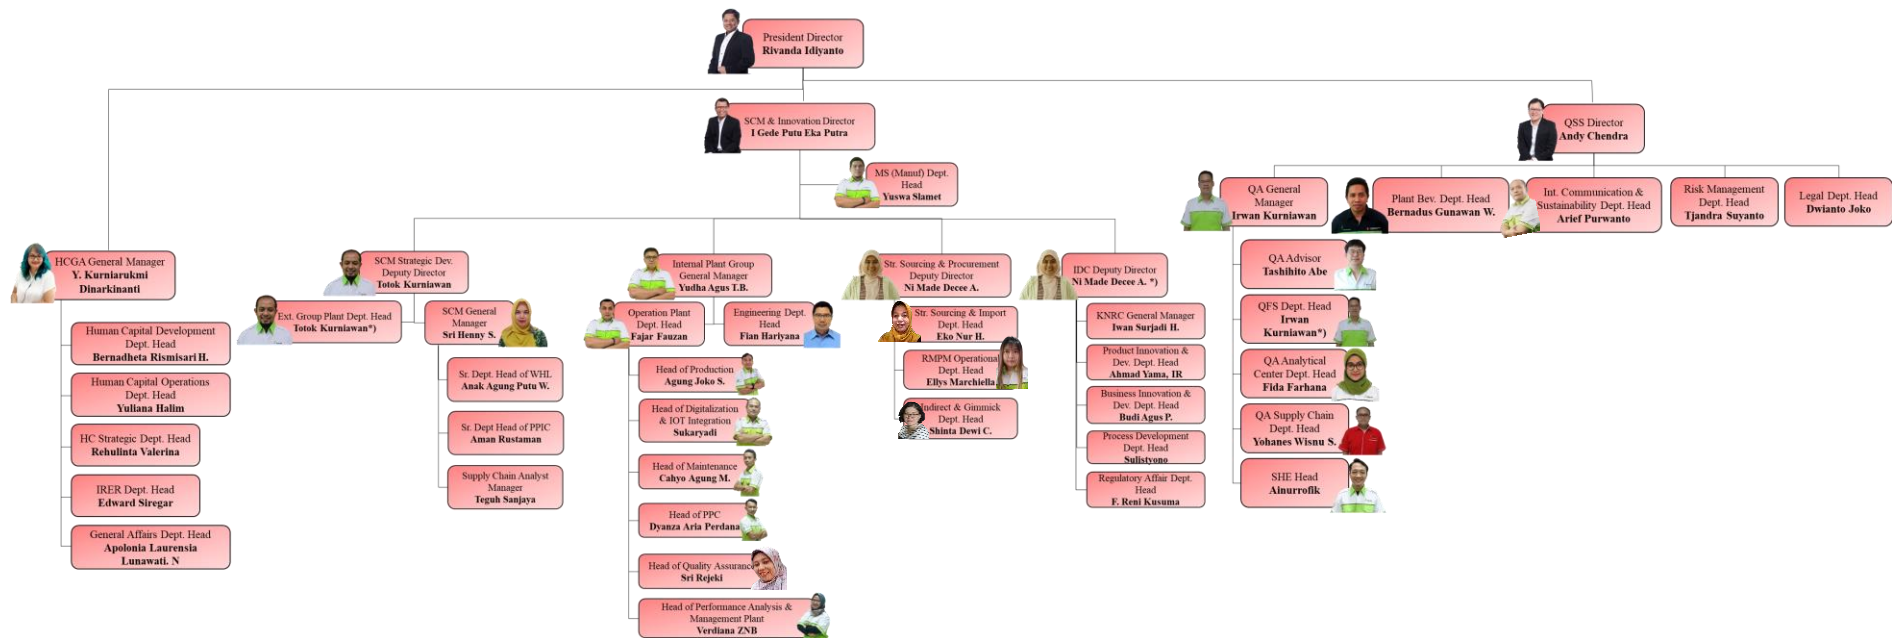 President Director
Rivanda Idiyanto
SCM & Innovation Director
I Gede Putu Eka Putra
QSS Director
Andy Chendra
MS (Manuf) Dept.
Head
Yuswa Slamet
QA General
Manager
Irwan Kurniawan
Plant Bev. Dept. Head
Bernadus Gunawan W.
Int. Communication &
Sustainability Dept. Head
Arief Purwanto
Risk Management
Dept. Head
Tjandra Suyanto
Legal Dept. Head
Dwianto Joko
HCGA General Manager
Y. Kurniarukmi
Dinarkinanti
Human Capital Development
Dept. Head
Bernadheta Rismisari H.
Human Capital Operations
Dept. Head
Yuliana Halim
HC Strategic Dept. Head
Rehulinta Valerina
IRER Dept. Head
Edward Siregar
General Affairs Dept. Head
Apolonia Laurensia
Lunawati. N
SCM Strategic Dev.
Deputy Director
Totok Kurniawan
Ext. Group Plant Dept. Head
Totok Kurniawan*)
SCM General
Manager
Sri Henny S.
Sr. Dept. Head of WHL
Anak Agung Putu W.
Sr. Dept Head of PPIC
Aman Rustaman
Supply Chain Analyst
Manager
Teguh Sanjaya
Internal Plant Group
General Manager
Yudha Agus T.B.
Operation Plant
Dept. Head
Fajar Fauzan
Engineering Dept.
Head
Fian Hariyana
Head of Production
Agung Joko S.
Head of Digitalization
& IOT Integration
Sukaryadi
Head of Maintenance
Cahyo Agung M.
Head of PPC
Dyanza Aria Perdana
Head of Quality Assurance
Sri Rejeki
Head of Performance Analysis &
Management Plant
Verdiana ZNB
Str. Sourcing & Procurement
Deputy Director
Ni Made Decee A.
Str. Sourcing & Import
Dept. Head
Eko Nur H.
RMPM Operational
Dept. Head
Ellys Marchiella
Indirect & Gimmick
Dept. Head
Shinta Dewi C.
IDC Deputy Director
Ni Made Decee A. *)
KNRC General Manager
Iwan Surjadi H.
Product Innovation &
Dev. Dept. Head
Ahmad Yama, IR
Business Innovation &
Dev. Dept. Head
Budi Agus P.
Process Development
Dept. Head
Sulistyono
Regulatory Affair Dept.
Head
F. Reni Kusuma
QA Advisor
Tashihito Abe
QFS Dept. Head
Irwan
Kurniawan*)
QA Analytical
Center Dept. Head
Fida Farhana
QA Supply Chain
Dept. Head
Yohanes Wisnu S.
SHE Head
Ainurrofik